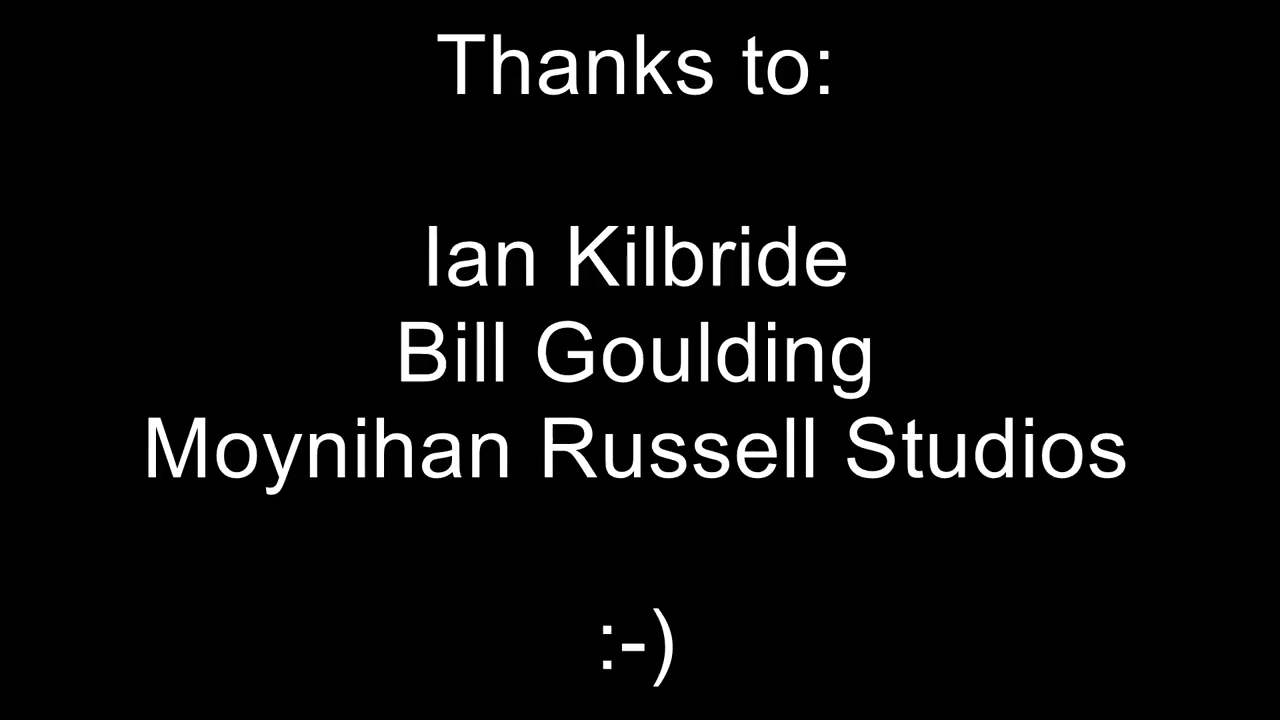 Thanks to:
Ian Kilbride
Bill Goulding
Moynihan Russell Studios
:-)